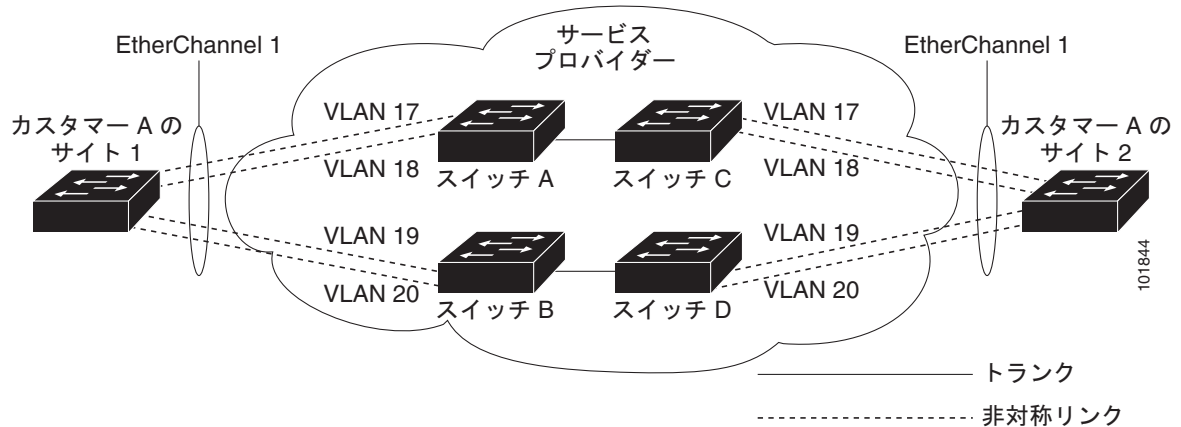 サービス
プロバイダー
EtherChannel 1
EtherChannel 1
カスタマー A の
サイト 1
VLAN 17
VLAN 18
スイッチ A
スイッチ C
VLAN 17
VLAN 18
カスタマー A の
サイト 2
VLAN 19
VLAN 20
スイッチ B
スイッチ D
VLAN 19
VLAN 20
101844
トランク
非対称リンク